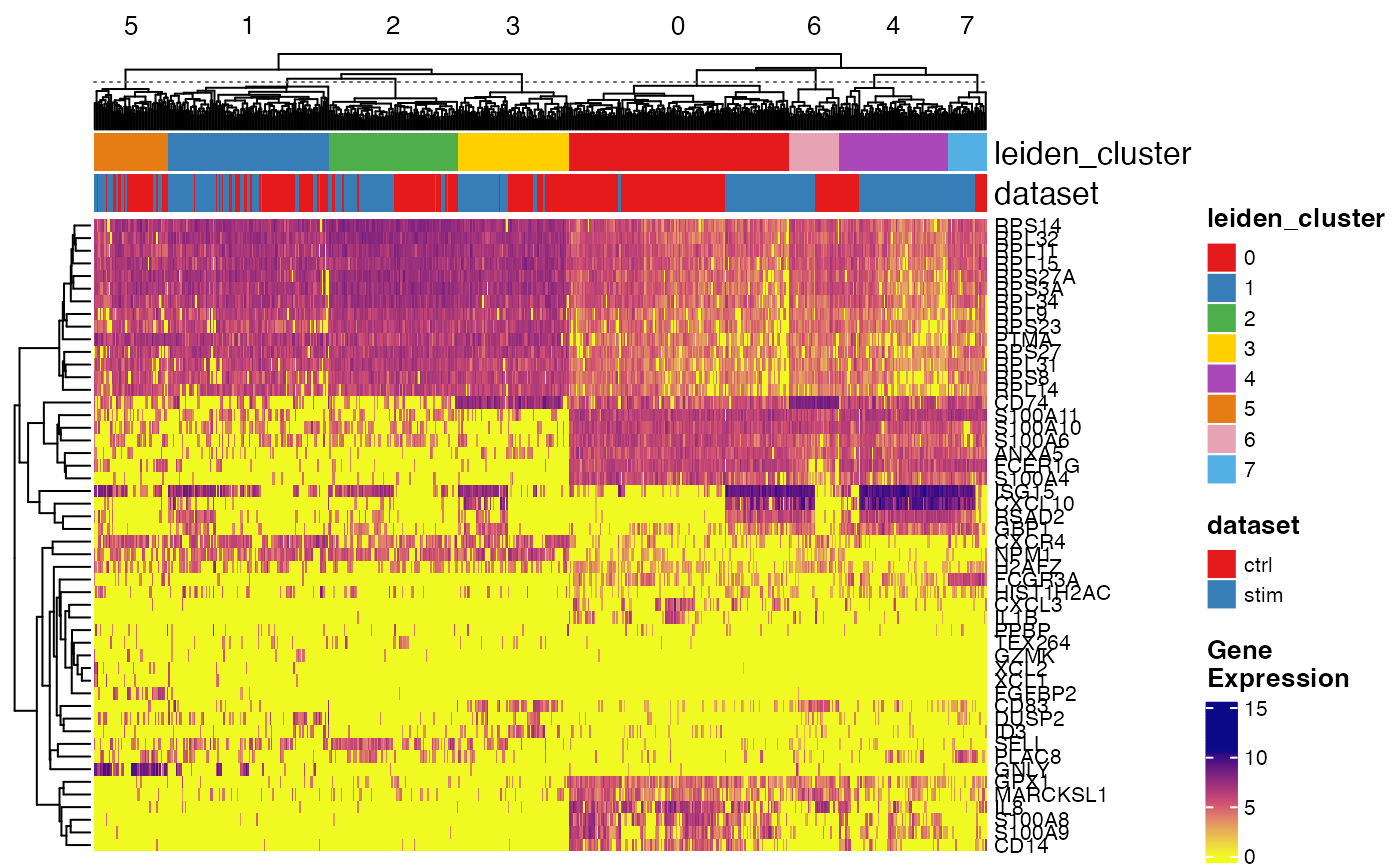 5 1 2 3 0 6 4 7
leiden_cluster
dataset
RPS14
RPL32
RPL11
RPL15
RPS27A
RPS3A
RPL34
RPL9
RPS23
PTMA
RPS27
RPL31
RPS8
RPL14
CD74
S100A11
S100A10
S100A6
ANXA5
FCER1G
S100A4
ISG15
CXCL10
RSAD2
GBP1
CXCR4
NPM1
H2AFZ
FCGR3A
HIST1H2AC
CXCL3
IL1B
PPBP
TEX264
GZMK
XCL2
XCL1
FGFBP2
CD83
DUSP2
ID3
SELL
PLAC8
GNLY
GPX1
MARCKSL1
IL8
S100A8
S100A9
CD14
leiden_cluster
0
1
2
3
4
5
6
7
dataset
ctrl
stim
Gene
Expression
15
10
5
0